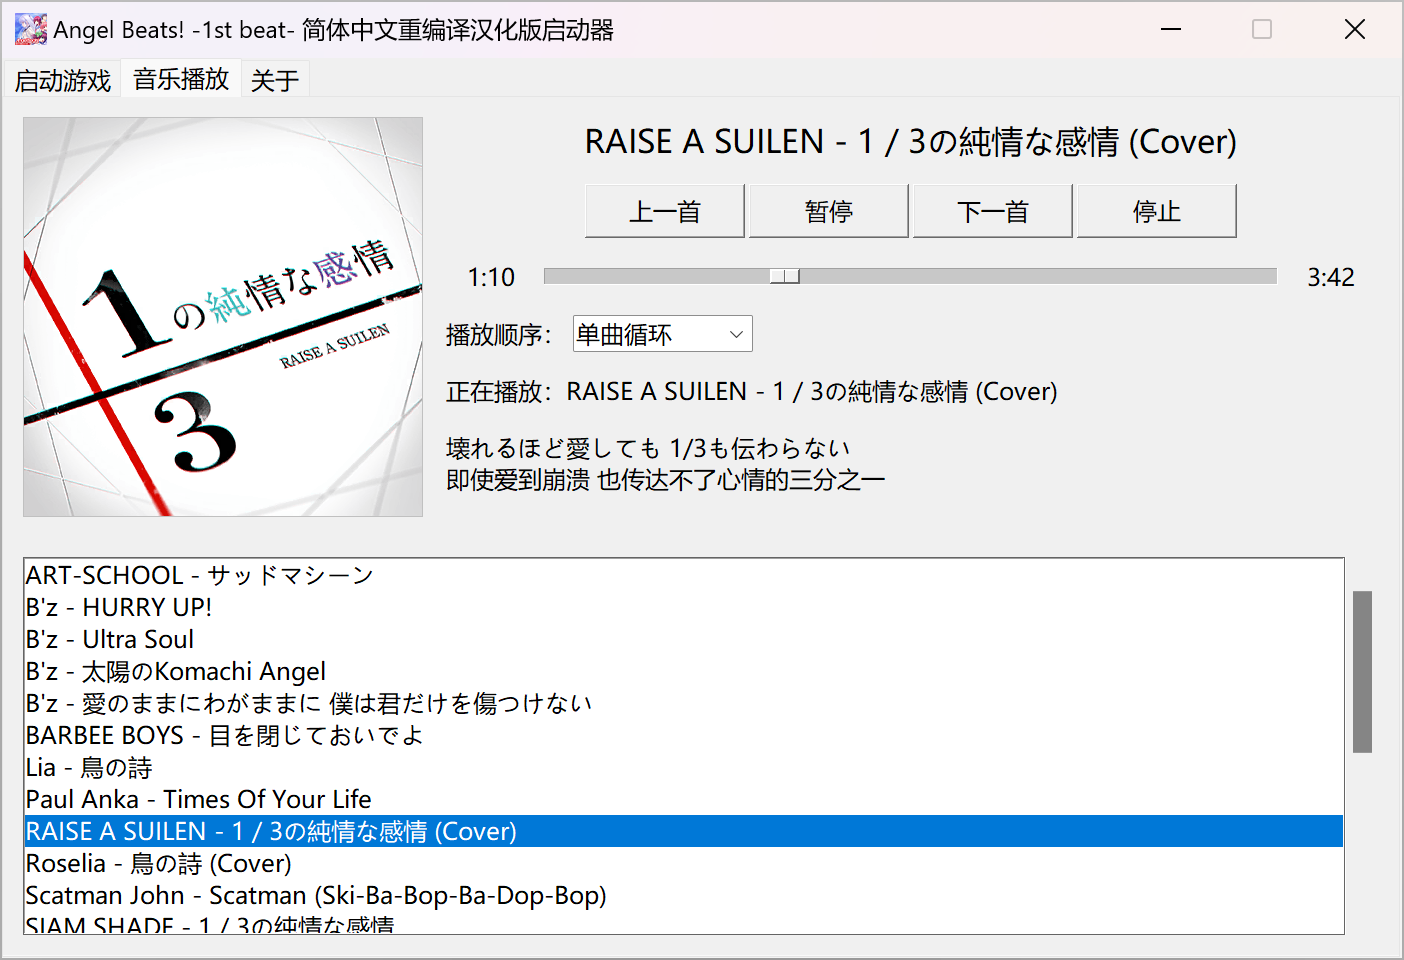 Angel Beats! -1st beat- 简体中文重编译汉化版启动器
启动游戏 音乐播放 关于
1の純情な感情
RAISE A SUILEN
3
RAISE A SUILEN - 1 / 3の純情な感情 (Cover)
上一首 暂停 下一首 停止
1:10 3:42
播放顺序： 单曲循环
正在播放：RAISE A SUILEN - 1 / 3の純情な感情 (Cover)
壊れるほど愛しても 1/3も伝わらない
即使爱到崩溃 也传达不了心情的三分之一
ART-SCHOOL - サッドマシーン
B'z - HURRY UP!
B'z - Ultra Soul
B'z - 太陽のKomachi Angel
B'z - 愛のままにわがままに 僕は君だけを傷つけない
BARBEE BOYS - 目を閉じておいでよ
Lia - 鳥の詩
Paul Anka - Times Of Your Life
RAISE A SUILEN - 1 / 3の純情な感情 (Cover)
Roselia - 鳥の詩 (Cover)
Scatman John - Scatman (Ski-Ba-Bop-Ba-Dop-Bop)
SIAM SHADE - 1 / 3の純情な感情